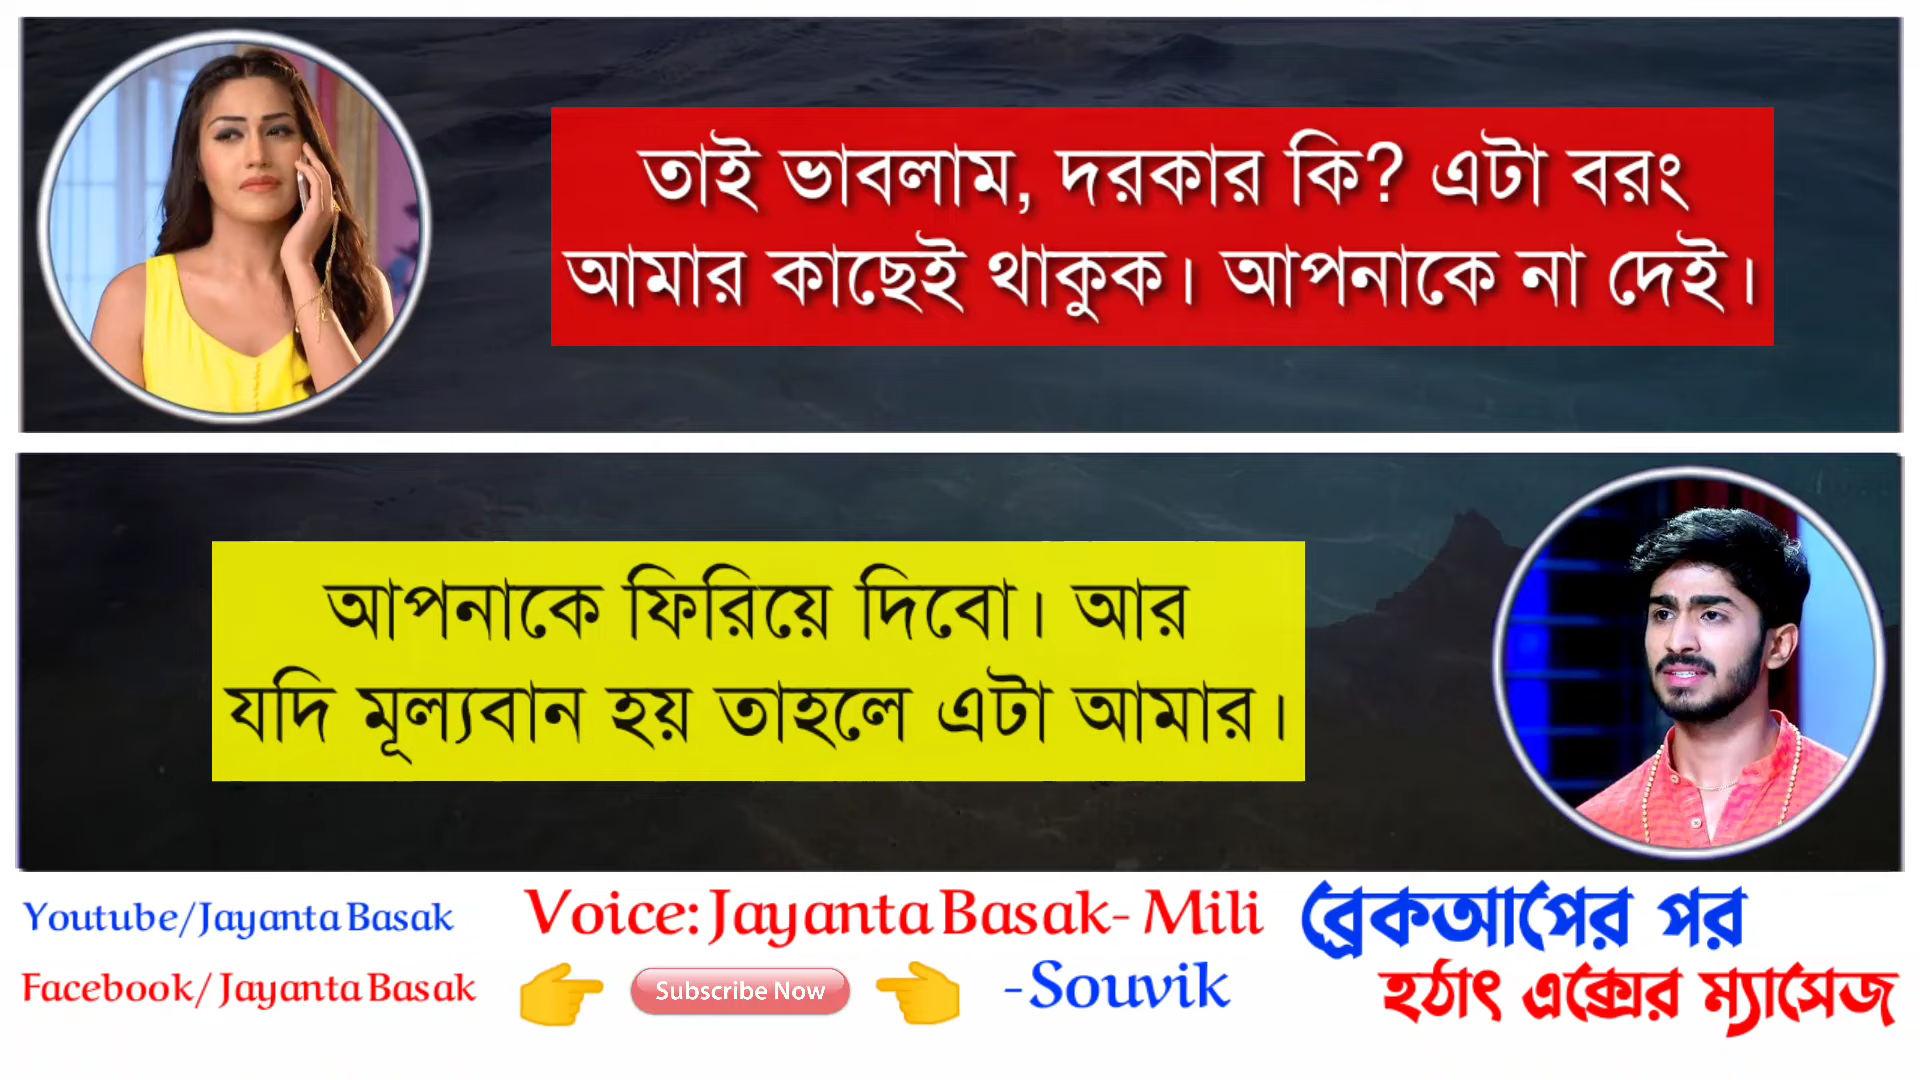 তাই ভাবলাম, দরকার কি? এটা বরং
আমার কাছেই থাকুক। আপনাকে না দেই।
আপনাকে ফিরিয়ে দিবো। আর
যদি মূল্যবান হয় তাহলে এটা আমার।
Youtube/Jayanta Basak
Facebook/ Jayanta Basak
Voice: Jayanta Basak- Mili
Subscribe Now
-Souvik
ব্রেকআপের পর
হঠাৎ এক্সের ম্যাসেজ